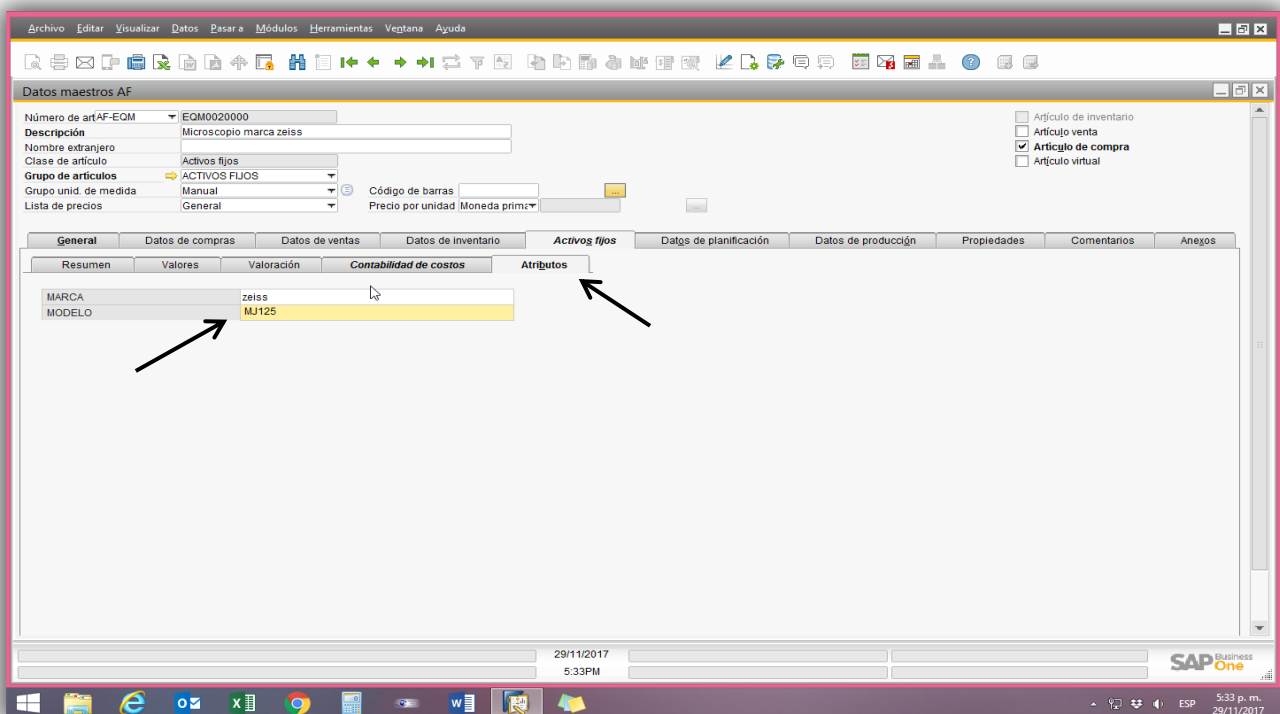 Archivo Editar Visualizar Datos Pasar a Módulos Herramientas Ventana Ayuda
Datos maestros AF
Número de art AF-EQM EQM0020000
Descripción Microscopio marca zeiss
Nombre extranjero
Clase de artículo Activos fijos
Grupo de artículos ACTIVOS FIJOS
Grupo unid. de medida Manual Código de barras ...
Lista de precios General Precio por unidad Moneda prima ...
Artículo de inventario
Artículo venta
Artículo de compra
Artículo virtual
General Datos de compras Datos de ventas Datos de inventario Activos fijos Datos de planificación Datos de producción Propiedades Comentarios Anexos
Resumen Valores Valoración Contabilidad de costos Atributos
MARCA zeiss
MODELO MJ125
29/11/2017
5:33PM
SAP Business One
ESP 5:33 p. m.
29/11/2017